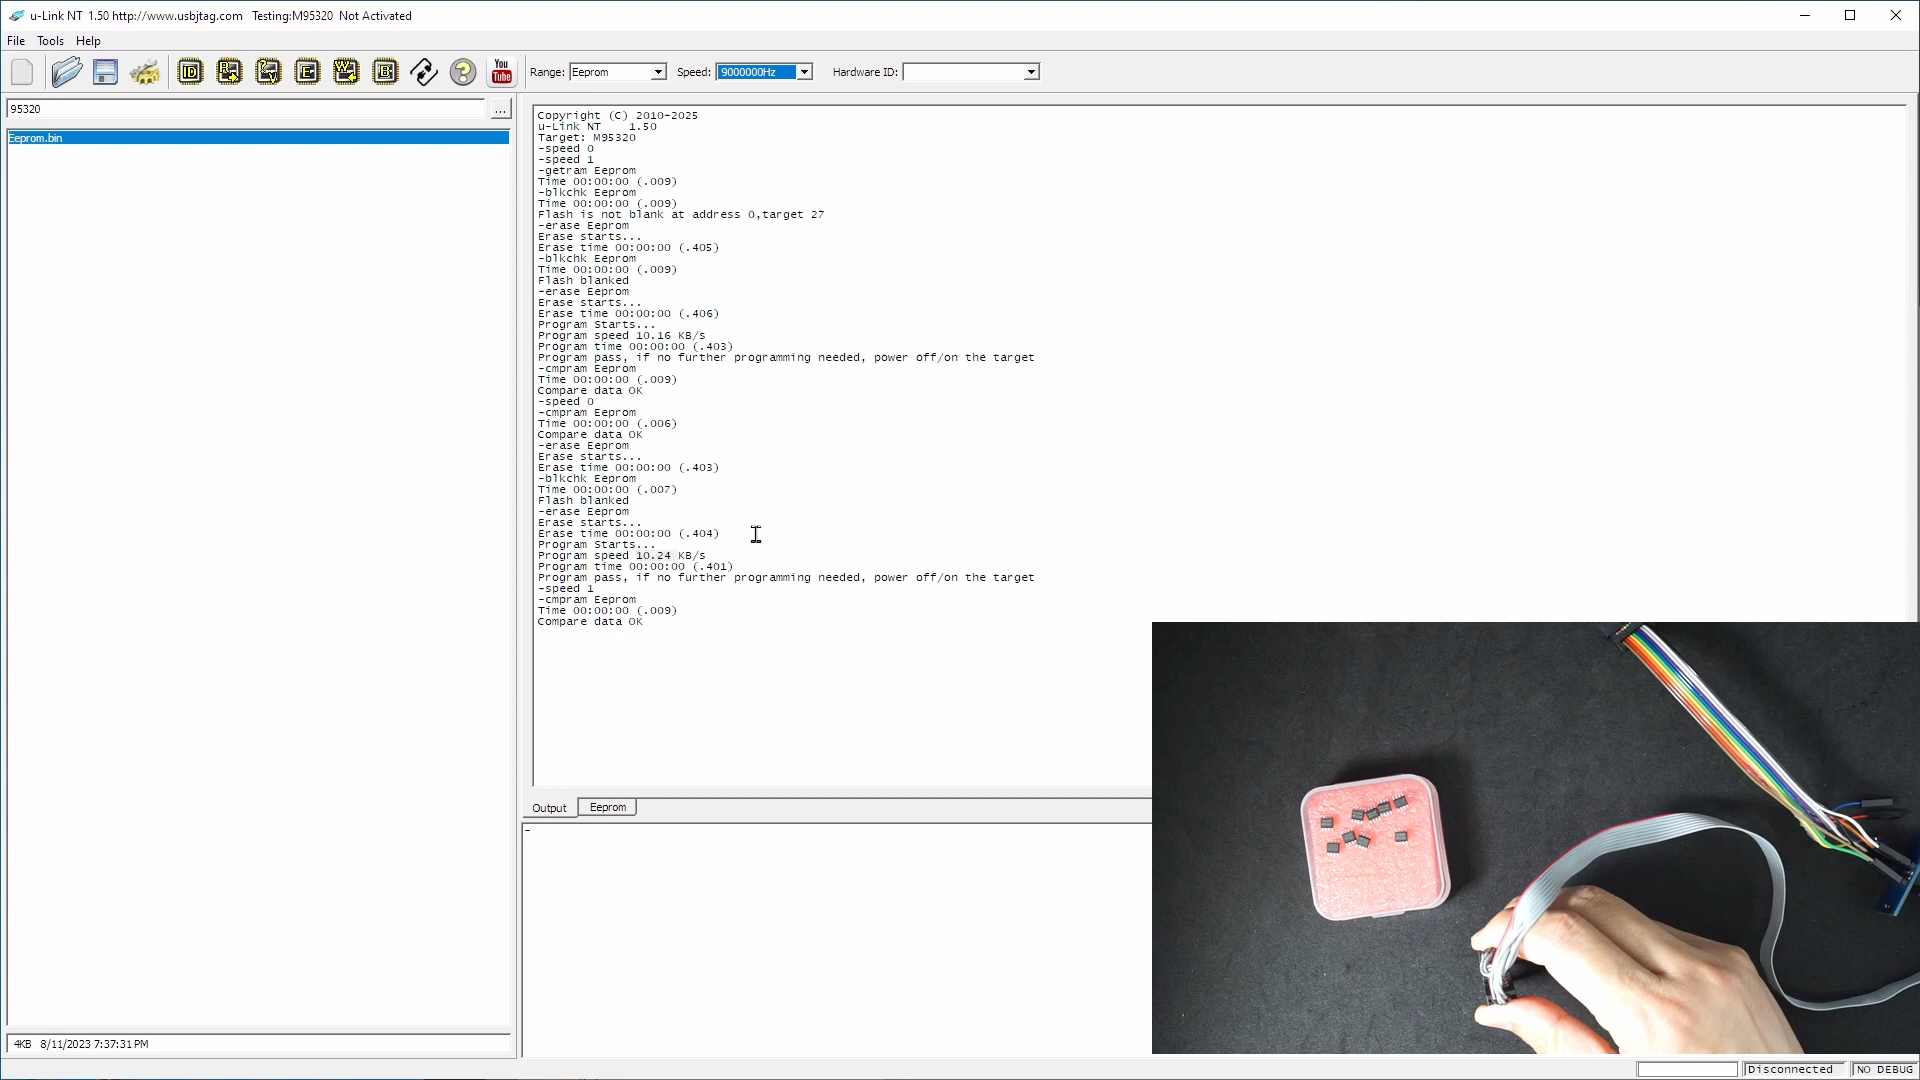 u-Link NT 1.50 http://www.usbjtag.com Testing:M95320 Not Activated
File Tools Help
ID R 2V E W B ? You Tube Range: Eeprom Speed: 9000000Hz Hardware ID:
95320 ...
Eeprom.bin
Copyright (C) 2010-2025
u-Link NT 1.50
Target: M95320
-speed 0
-speed 1
-getram Eeprom
Time 00:00:00 (.009)
-blkchk Eeprom
Time 00:00:00 (.009)
Flash is not blank at address 0,target 27
-erase Eeprom
Erase starts...
Erase time 00:00:00 (.405)
-blkchk Eeprom
Time 00:00:00 (.009)
Flash blanked
-erase Eeprom
Erase starts...
Erase time 00:00:00 (.406)
Program Starts...
Program speed 10.16 KB/s
Program time 00:00:00 (.403)
Program pass, if no further programming needed, power off/on the target
-cmpram Eeprom
Time 00:00:00 (.009)
Compare data OK
-speed 0
-cmpram Eeprom
Time 00:00:00 (.006)
Compare data OK
-erase Eeprom
Erase starts...
Erase time 00:00:00 (.403)
-blkchk Eeprom
Time 00:00:00 (.007)
Flash blanked
-erase Eeprom
Erase starts...
Erase time 00:00:00 (.404)
Program Starts...
Program speed 10.24 KB/s
Program time 00:00:00 (.401)
Program pass, if no further programming needed, power off/on the target
-speed 1
-cmpram Eeprom
Time 00:00:00 (.009)
Compare data OK
Output Eeprom
-
4KB 8/11/2023 7:37:31 PM
Disconnected NO DEBUG